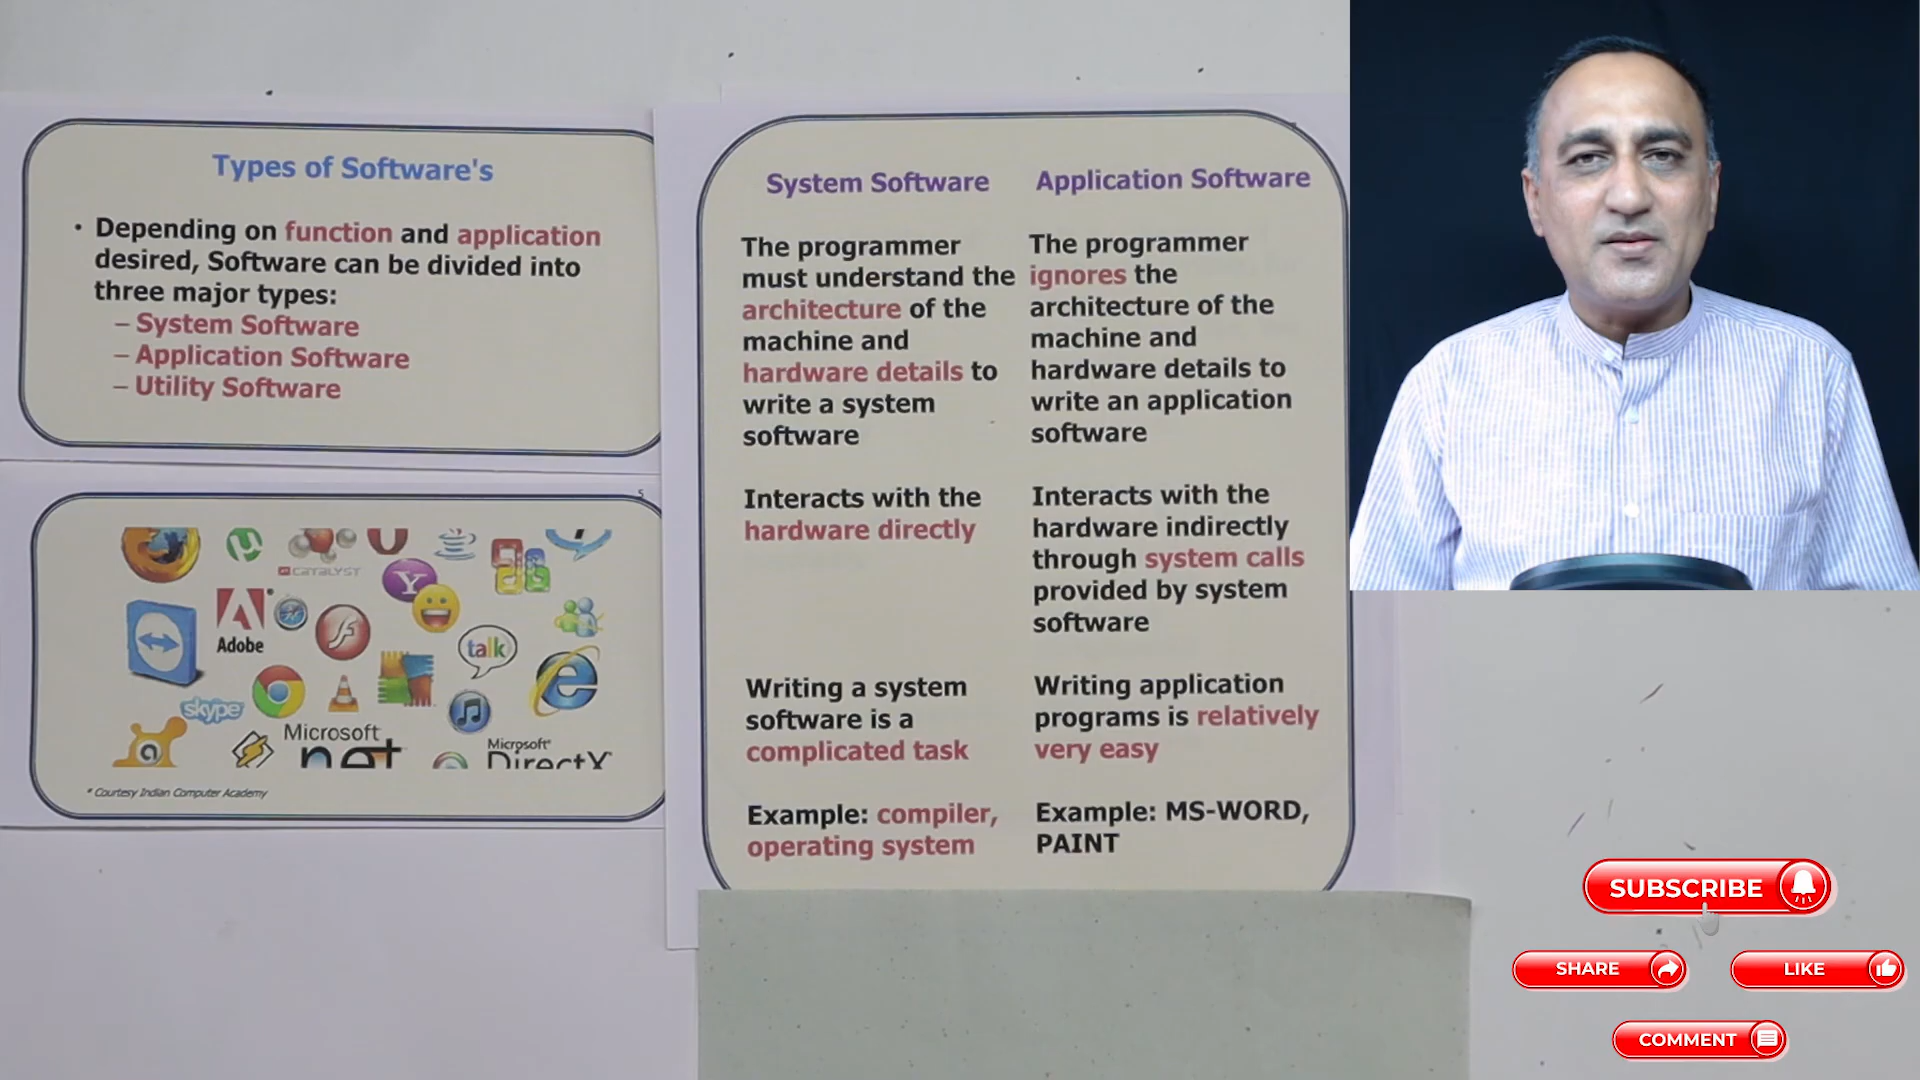 Types of Software's
• Depending on function and application
desired, Software can be divided into
three major types:
– System Software
– Application Software
– Utility Software
5
CATALYST
Y
Adobe
talk
skype
a
Microsoft
net
Microsoft
DirectX
* Courtesy Indian Computer Academy
System Software
The programmer
must understand the
architecture of the
machine and
hardware details to
write a system
software
Interacts with the
hardware directly
Writing a system
software is a
complicated task
Example: compiler,
operating system
Application Software
The programmer
ignores the
architecture of the
machine and
hardware details to
write an application
software
Interacts with the
hardware indirectly
through system calls
provided by system
software
Writing application
programs is relatively
very easy
Example: MS-WORD,
PAINT
SUBSCRIBE
SHARE
LIKE
COMMENT